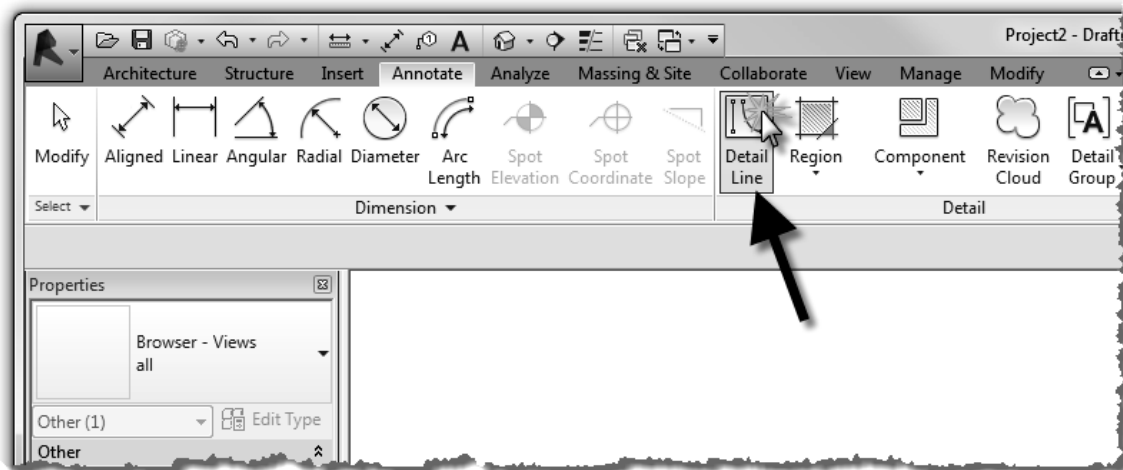 Project2 - Draft
Architecture Structure Insert Annotate Analyze Massing & Site Collaborate View Manage Modify
Modify Aligned Linear Angular Radial Diameter Arc Length Spot Elevation Spot Coordinate Spot Slope Detail Line Region Component Revision Cloud Detail Group
Select Dimension Detail
Properties
Browser - Views
all
Other (1) Edit Type
Other